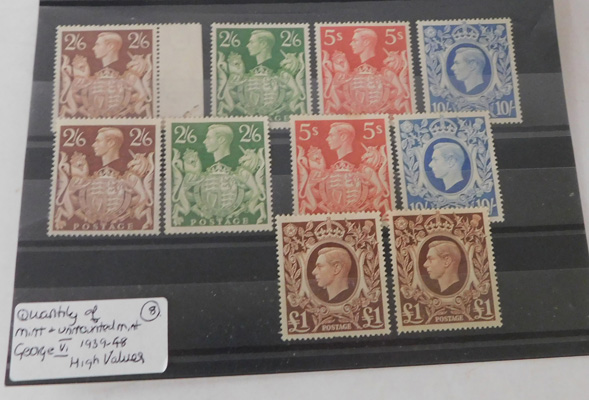 2/6 2/6
2/6 2/6
5s 5s
10/- 10/-
2/6 2/6
POSTAGE
2/6 2/6
POSTAGE
5s 5s
10/-
£1 £1
POSTAGE
£1 £1
POSTAGE
Quantity of 8
mint + unmounted mint
George VI 1939-48
High Values